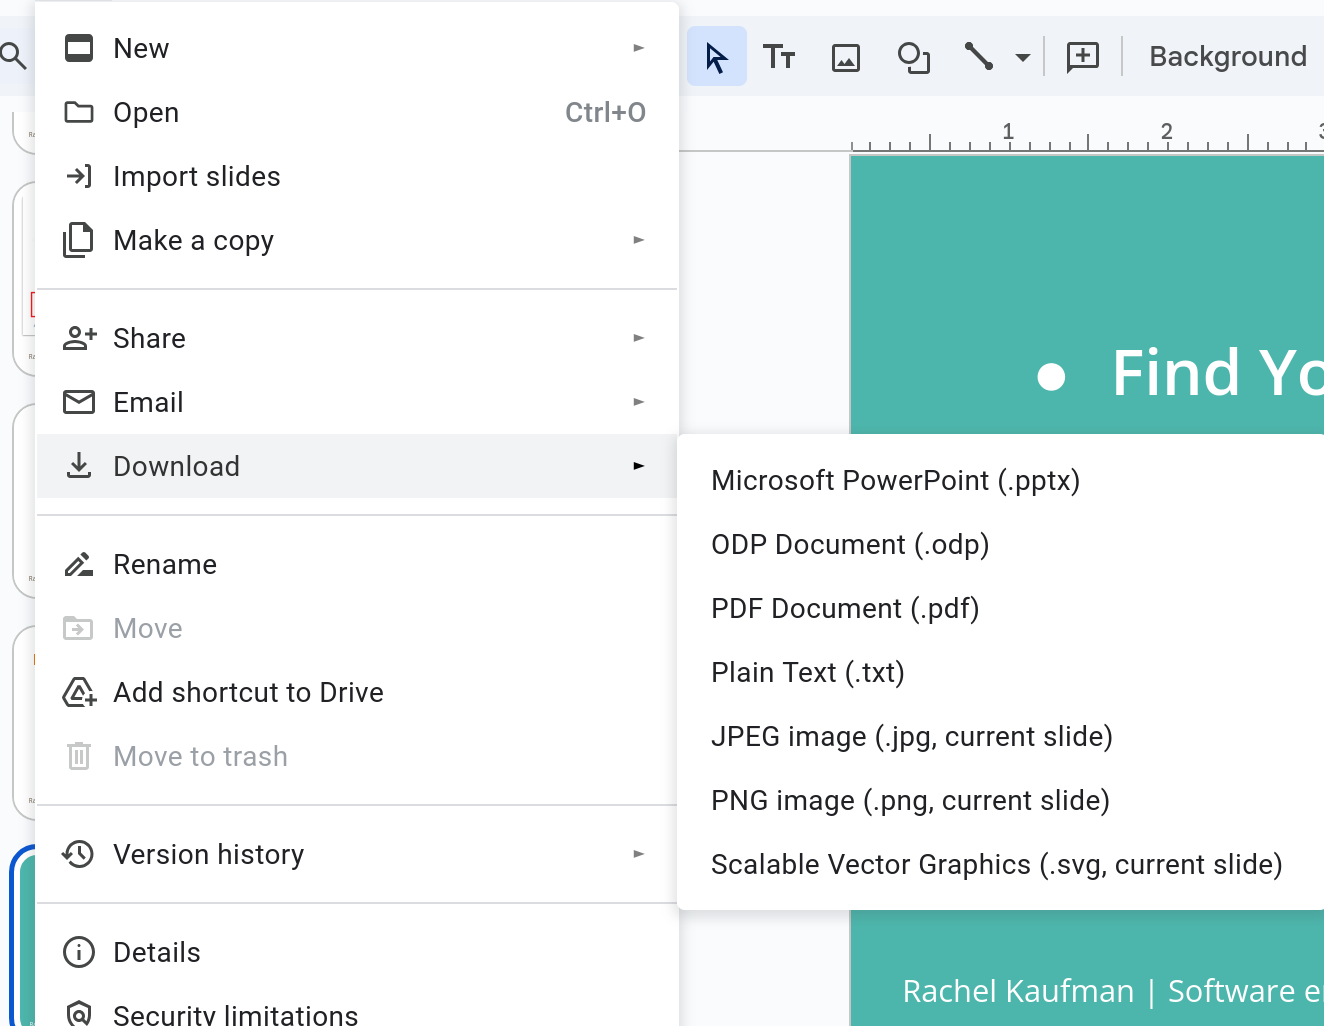 New
Open Ctrl+O
Import slides
Make a copy
Share
Email
Download
Rename
Move
Add shortcut to Drive
Move to trash
Version history
Details
Security limitations
Background
1 2 3
Find Yo
Microsoft PowerPoint (.pptx)
ODP Document (.odp)
PDF Document (.pdf)
Plain Text (.txt)
JPEG image (.jpg, current slide)
PNG image (.png, current slide)
Scalable Vector Graphics (.svg, current slide)
Rachel Kaufman | Software e